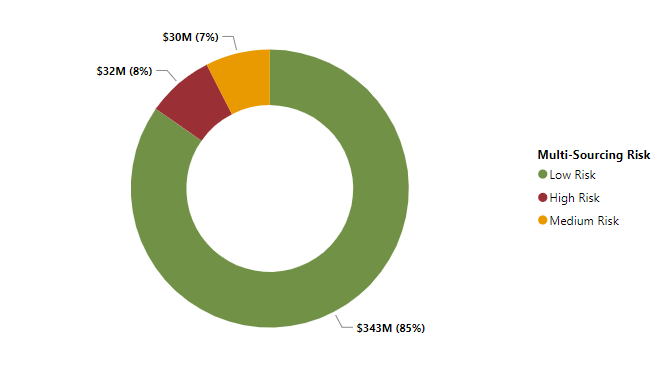 $30M (7%)
$32M (8%)
$343M (85%)
Multi-Sourcing Risk
Low Risk
High Risk
Medium Risk